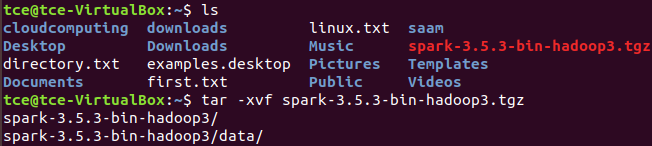 tce@tce-VirtualBox:~$ ls
cloudcomputing downloads linux.txt saam
Desktop Downloads Music spark-3.5.3-bin-hadoop3.tgz
directory.txt examples.desktop Pictures Templates
Documents first.txt Public Videos
tce@tce-VirtualBox:~$ tar -xvf spark-3.5.3-bin-hadoop3.tgz
spark-3.5.3-bin-hadoop3/
spark-3.5.3-bin-hadoop3/data/